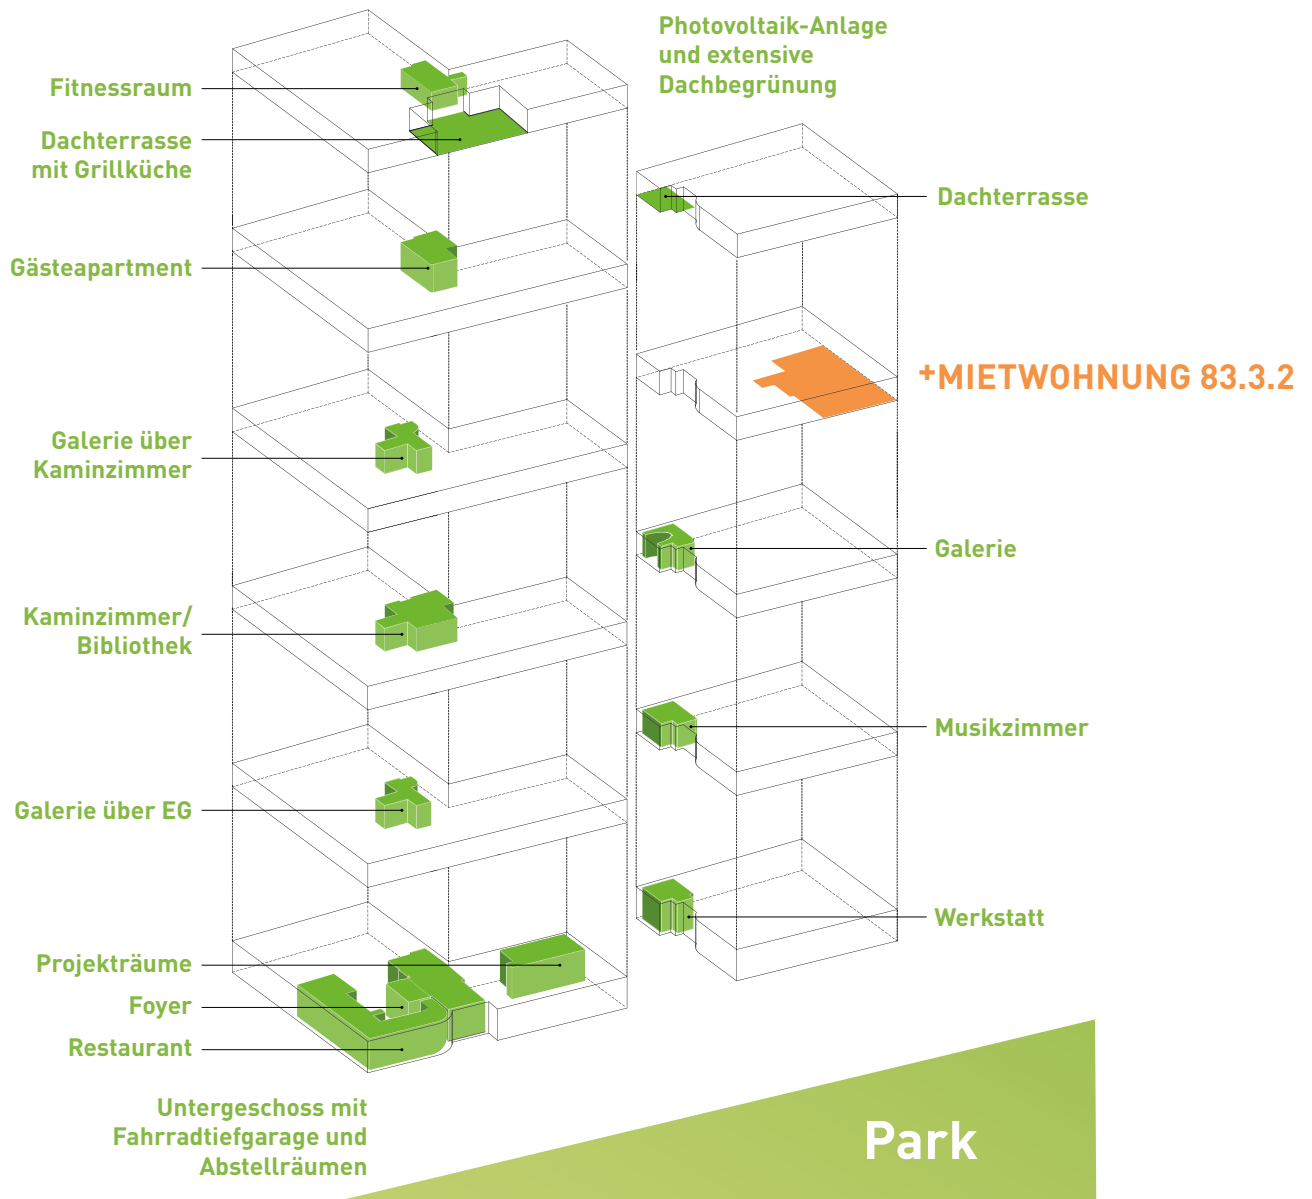 Photovoltaik-Anlage
und extensive
Dachbegrünung
Fitnessraum
Dachterrasse
mit Grillküche
Gästeapartment
Galerie über
Kaminzimmer
Kaminzimmer/
Bibliothek
Galerie über EG
Projekträume
Foyer
Restaurant
Untergeschoss mit
Fahrradtiefgarage und
Abstellräumen
Dachterrasse
+MIETWOHNUNG 83.3.2
Galerie
Musikzimmer
Werkstatt
Park